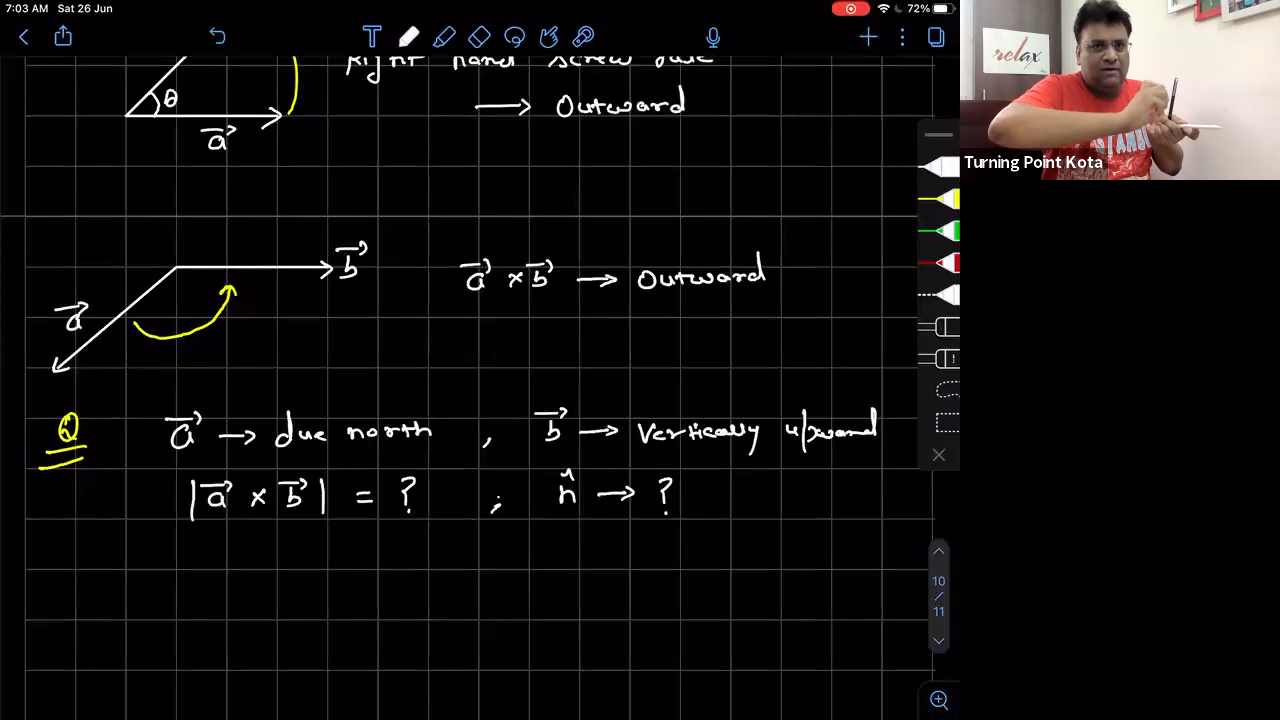 7:03 AM Sat 26 Jun
72%
Right hand screw rule
θ
→ Outward
a⃗
relax
Turning Point Kota
b⃗
a⃗ × b⃗ → Outward
a⃗
Q a⃗ → due north , b⃗ → Vertically upward
|a⃗ × b⃗| = ? ; n̂ → ?
10
/
11